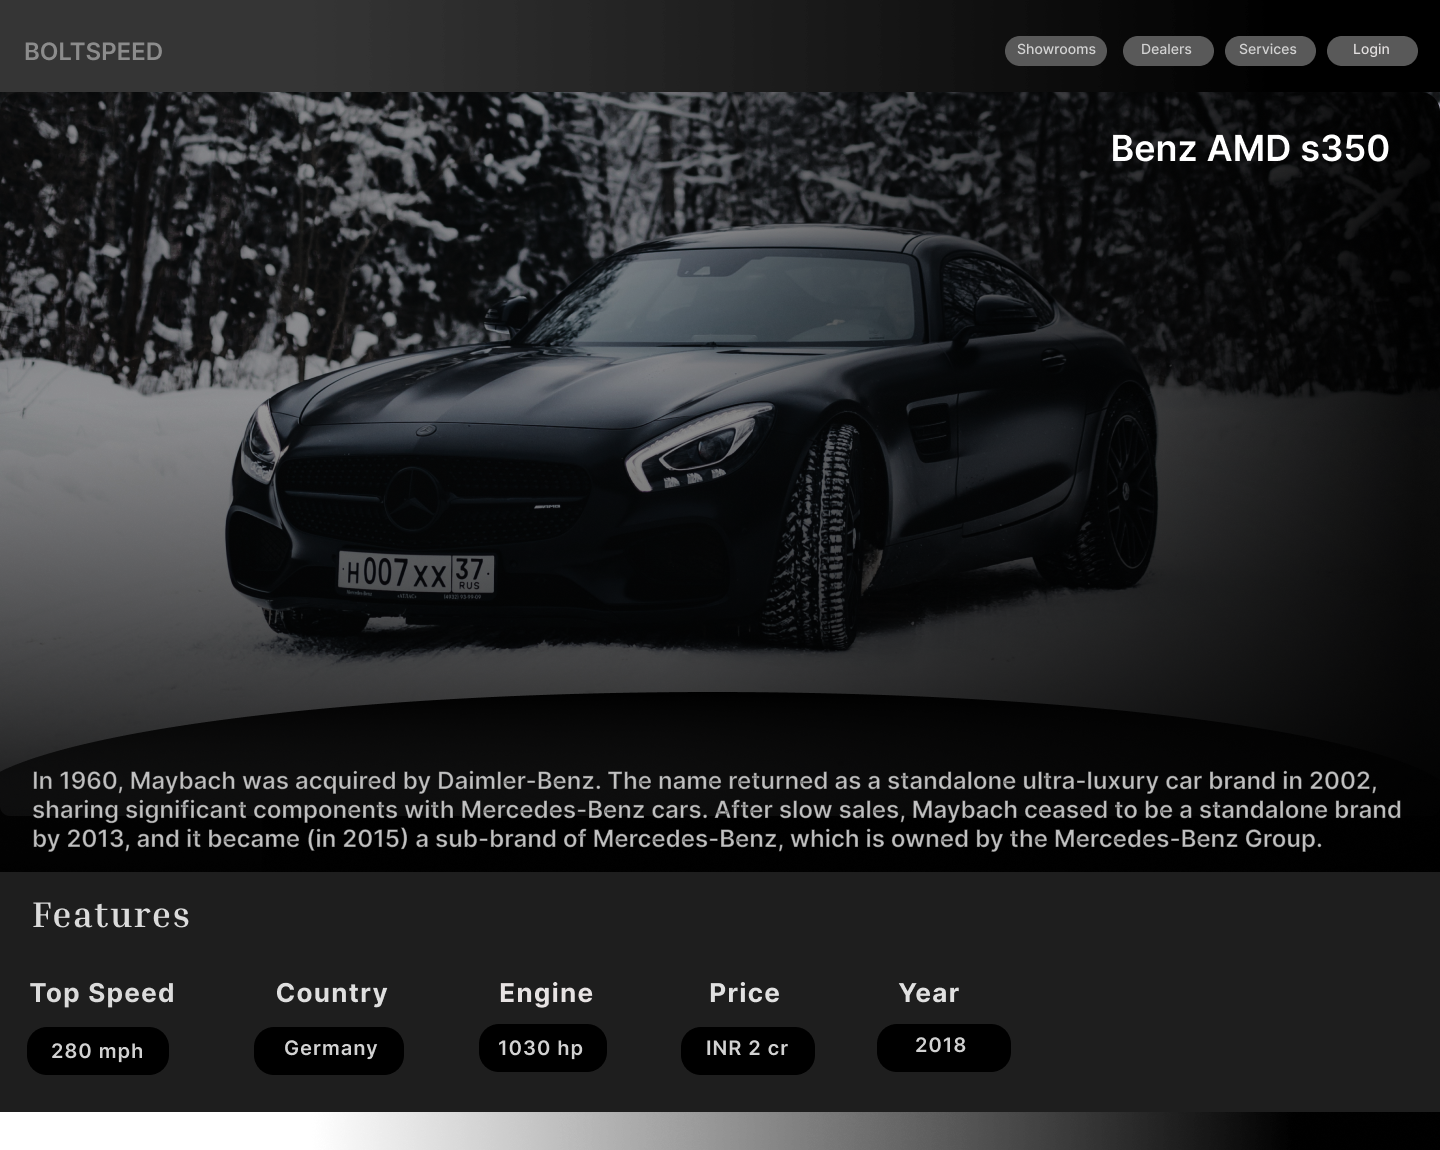 BOLTSPEED
Showrooms Dealers Services Login
Benz AMD s350
H007XX 37
RUS
In 1960, Maybach was acquired by Daimler-Benz. The name returned as a standalone ultra-luxury car brand in 2002,
sharing significant components with Mercedes-Benz cars. After slow sales, Maybach ceased to be a standalone brand
by 2013, and it became (in 2015) a sub-brand of Mercedes-Benz, which is owned by the Mercedes-Benz Group.
Features
Top Speed Country Engine Price Year
280 mph Germany 1030 hp INR 2 cr 2018